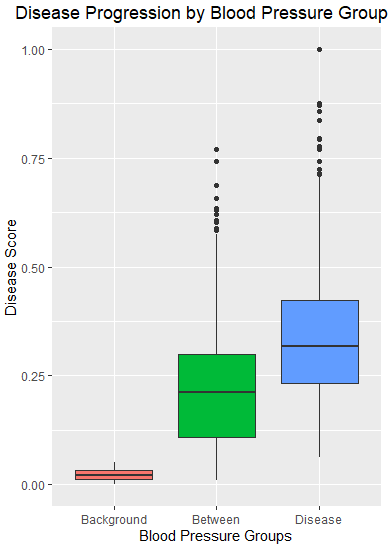 Disease Progression by Blood Pressure Group
Disease Score
1.00
0.75
0.50
0.25
0.00
Background Between Disease
Blood Pressure Groups